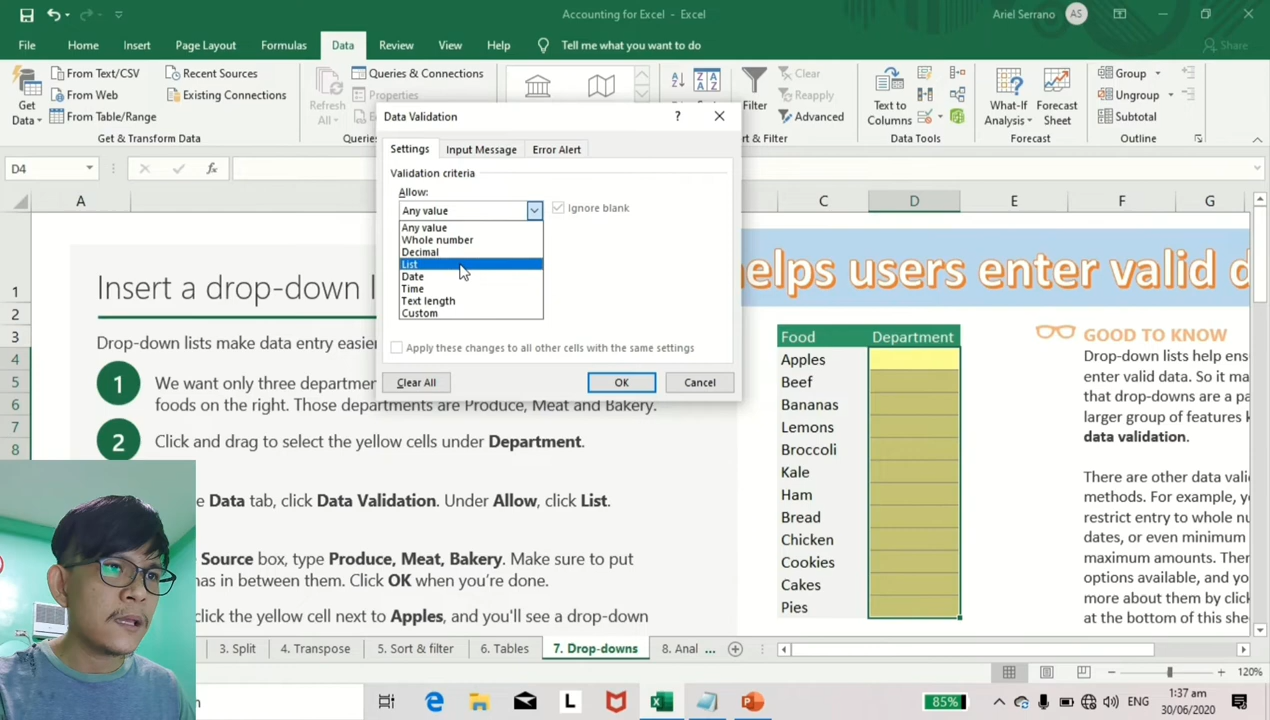 Accounting for Excel - Excel
Ariel Serrano AS
File Home Insert Page Layout Formulas Data Review View Help Tell me what you want to do Share
Get Data
From Text/CSV
From Web
From Table/Range
Recent Sources
Existing Connections
Get & Transform Data
Refresh All
Queries & Connections
Properties
Filter
Clear
Reapply
Advanced
& Filter
Text to Columns
Data Tools
What-If Analysis
Forecast Sheet
Forecast
Group
Ungroup
Subtotal
Outline
D4
fx
Data Validation
?
Settings Input Message Error Alert
Validation criteria
Allow:
Any value
Ignore blank
Any value
Whole number
Decimal
List
Date
Time
Text length
Custom
Apply these changes to all other cells with the same settings
Clear All OK Cancel
A C D E F G
1
2
3
4
5
6
7
8
helps users enter valid d
Insert a drop-down l
Drop-down lists make data entry easier
1 We want only three departmen
foods on the right. Those departments are Produce, Meat and Bakery.
2 Click and drag to select the yellow cells under Department.
e Data tab, click Data Validation. Under Allow, click List.
Source box, type Produce, Meat, Bakery. Make sure to put
as in between them. Click OK when you're done.
click the yellow cell next to Apples, and you'll see a drop-down
Food Department
Apples
Beef
Bananas
Lemons
Broccoli
Kale
Ham
Bread
Chicken
Cookies
Cakes
Pies
GOOD TO KNOW
Drop-down lists help ens
enter valid data. So it ma
that drop-downs are a pa
larger group of features k
data validation.
There are other data vali
methods. For example, y
restrict entry to whole nu
dates, or even minimum
maximum amounts. Ther
options available, and yo
more about them by click
at the bottom of this she
3. Split 4. Transpose 5. Sort & filter 6. Tables 7. Drop-downs 8. Anal ...
120%
L
85%
ENG
1:37 am
30/06/2020